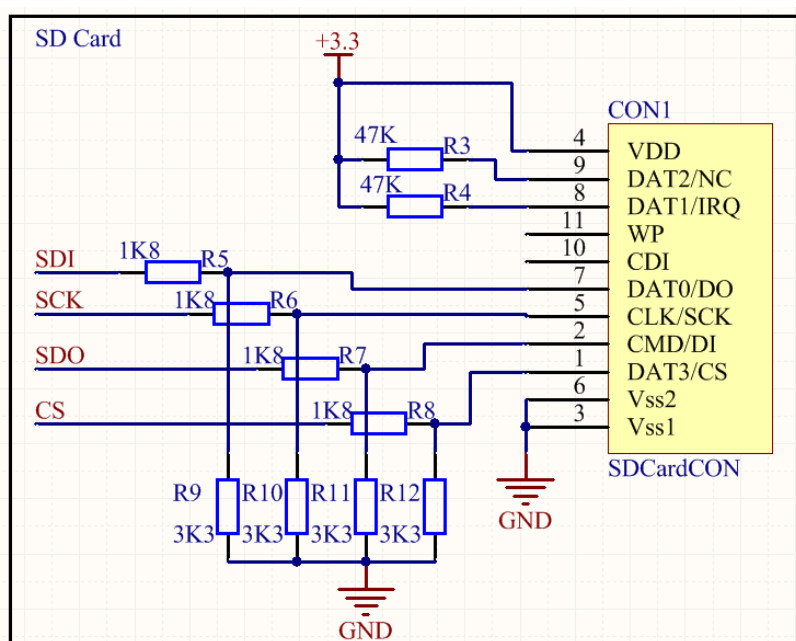 SD Card
+3.3
CON1
47K R3
47K R4
4 VDD
9 DAT2/NC
8 DAT1/IRQ
11 WP
10 CDI
7 DAT0/DO
5 CLK/SCK
2 CMD/DI
1 DAT3/CS
6 Vss2
3 Vss1
SDCardCON
SDI 1K8 R5
SCK 1K8 R6
SDO 1K8 R7
CS 1K8 R8
R9 R10 R11 R12
3K3 3K3 3K3 3K3
GND
GND